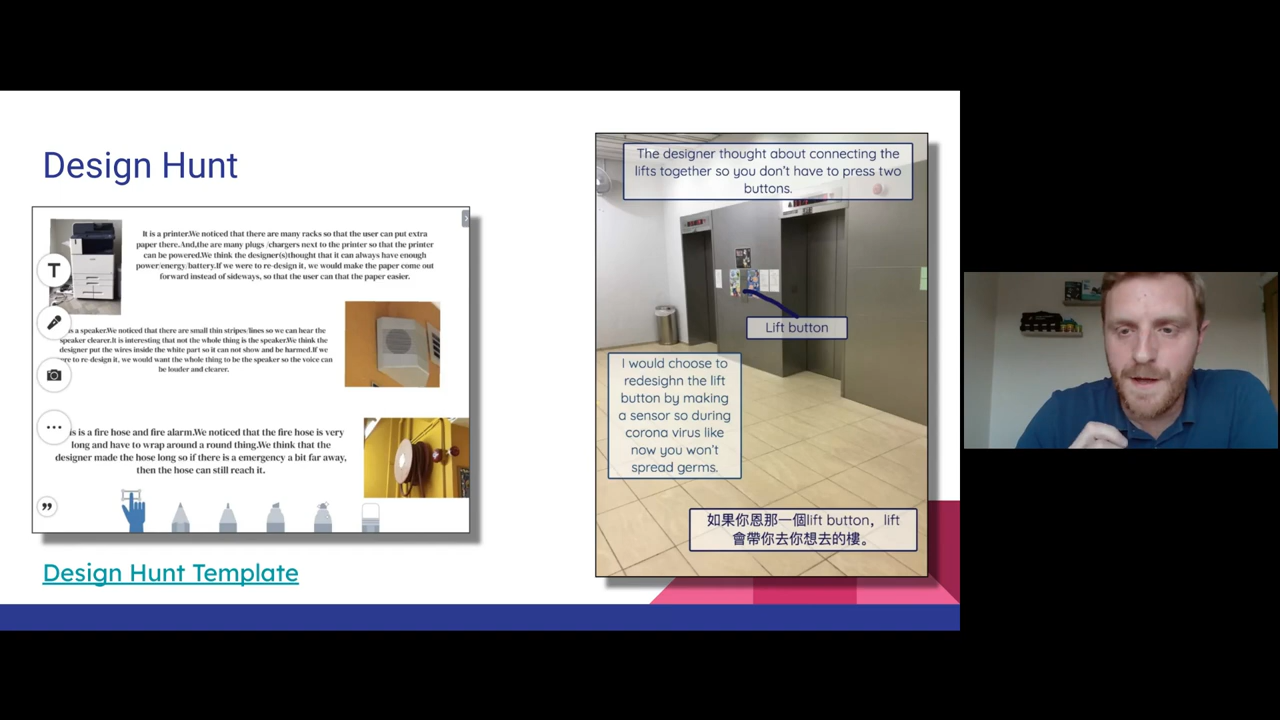 Design Hunt
It is a printer.We noticed that there are many racks so that the user can put extra
paper there.And,the are many plugs /chargers next to the printer so that the printer
can be powered.We think the designer(s)thought that it can always have enough
power/energy/battery.If we were to re-design it, we would make the paper come out
forward instead of sideways, so that the user can that the paper easier.
T
is a speaker.We noticed that there are small thin stripes/lines so we can hear the
speaker clearer.It is interesting that not the whole thing is the speaker.We think the
designer put the wires inside the white part so it can not show and be harmed.If we
to re-design it, we would want the whole thing to be the speaker so the voice can
be louder and clearer.
is a fire hose and fire alarm.We noticed that the fire hose is very
long and have to wrap around a round thing.We think that the
designer made the hose long so if there is a emergency a bit far away,
then the hose can still reach it.
Design Hunt Template
The designer thought about connecting the
lifts together so you don't have to press two
buttons.
Lift button
I would choose to
redesighn the lift
button by making
a sensor so during
corona virus like
now you won't
spread germs.
如果你恩那一個lift button，lift
會帶你去你想去的樓。